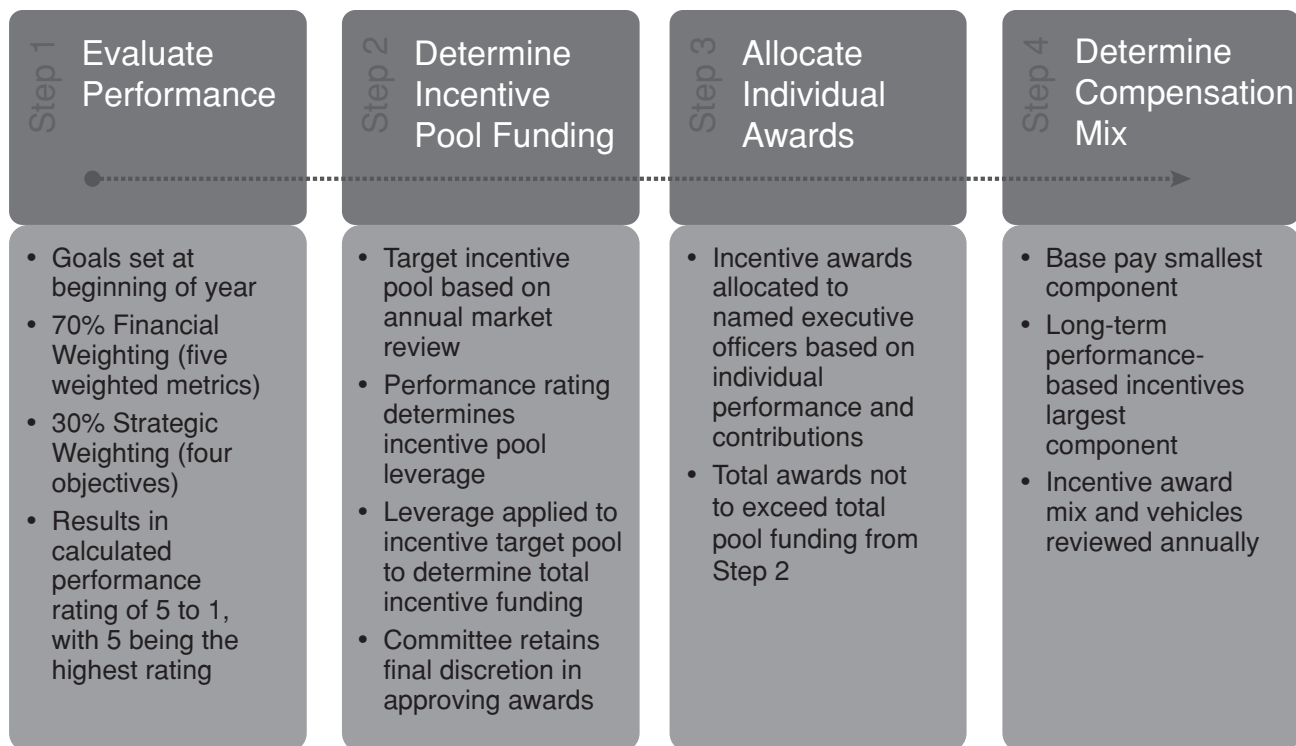 Step 1
Evaluate
Performance
• Goals set at
beginning of year
• 70% Financial
Weighting (five
weighted metrics)
• 30% Strategic
Weighting (four
objectives)
• Results in
calculated
performance
rating of 5 to 1,
with 5 being the
highest rating
Step 2
Determine
Incentive
Pool Funding
• Target incentive
pool based on
annual market
review
• Performance rating
determines
incentive pool
leverage
• Leverage applied to
incentive target pool
to determine total
incentive funding
• Committee retains
final discretion in
approving awards
Step 3
Allocate
Individual
Awards
• Incentive awards
allocated to
named executive
officers based on
individual
performance and
contributions
• Total awards not
to exceed total
pool funding from
Step 2
Step 4
Determine
Compensation
Mix
• Base pay smallest
component
• Long-term
performance-
based incentives
largest
component
• Incentive award
mix and vehicles
reviewed annually